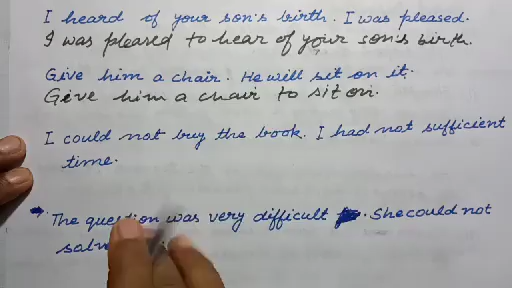 I heard of your son's birth. I was pleased.
I was pleased to hear of your son's birth.
Give him a chair. He will sit on it.
Give him a chair to sit on.
I could not buy the book. I had not sufficient
time.
The question was very difficult. She could not